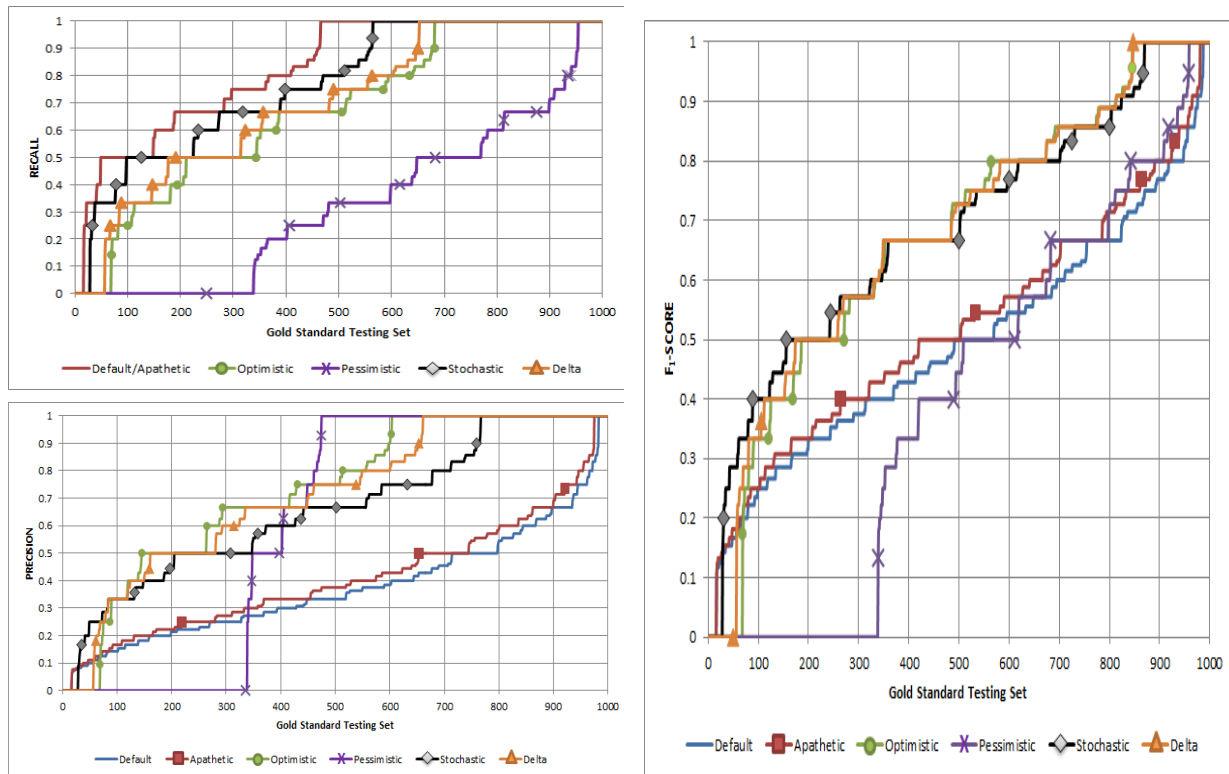 RECALL
1
0.9
0.8
0.7
0.6
0.5
0.4
0.3
0.2
0.1
0
0 100 200 300 400 500 600 700 800 900 1000
Gold Standard Testing Set
Default/Apathetic Optimistic Pessimistic Stochastic Delta
PRECISION
1
0.9
0.8
0.7
0.6
0.5
0.4
0.3
0.2
0.1
0
0 100 200 300 400 500 600 700 800 900 1000
Gold Standard Testing Set
Default Apathetic Optimistic Pessimistic Stochastic Delta
F₁-SCORE
1
0.9
0.8
0.7
0.6
0.5
0.4
0.3
0.2
0.1
0
0 100 200 300 400 500 600 700 800 900 1000
Gold Standard Testing Set
Default Apathetic Optimistic Pessimistic Stochastic Delta